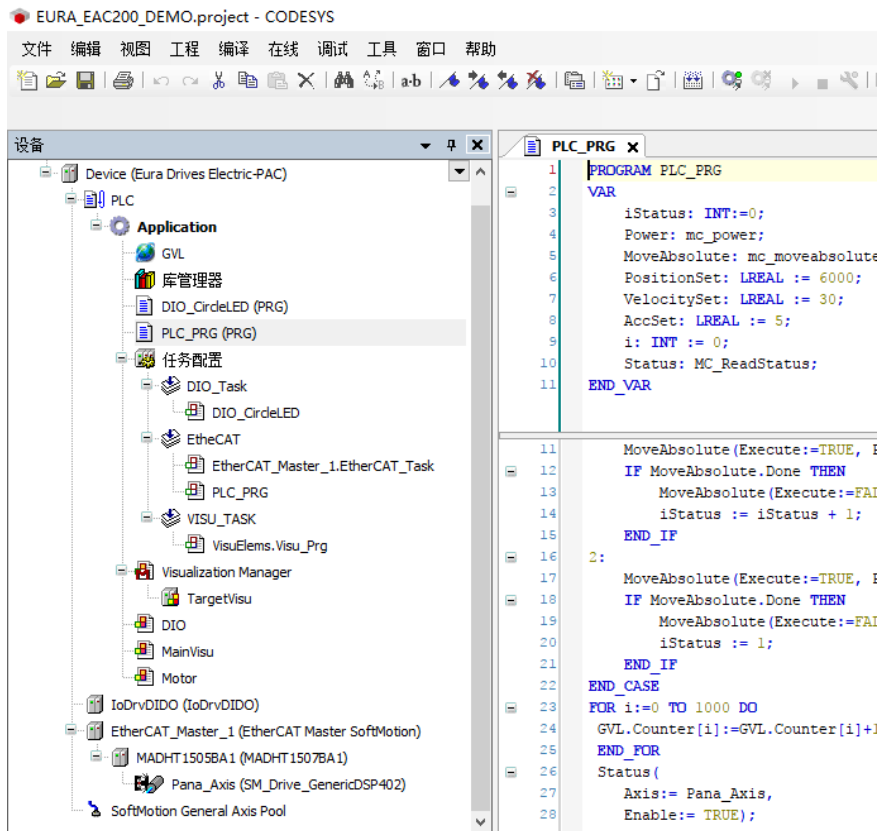 EURA_EAC200_DEMO.project - CODESYS
文件 编辑 视图 工程 编译 在线 调试 工具 窗口 帮助
设备
Device (Eura Drives Electric-PAC)
PLC
Application
GVL
库管理器
DIO_CircleLED (PRG)
PLC_PRG (PRG)
任务配置
DIO_Task
DIO_CircleLED
EtheCAT
EtherCAT_Master_1.EtherCAT_Task
PLC_PRG
VISU_TASK
VisuElems.Visu_Prg
Visualization Manager
TargetVisu
DIO
MainVisu
Motor
IoDrvDIDO (IoDrvDIDO)
EtherCAT_Master_1 (EtherCAT Master SoftMotion)
MADHT1505BA1 (MADHT1507BA1)
Pana_Axis (SM_Drive_GenericDSP402)
SoftMotion General Axis Pool
PLC_PRG
1 PROGRAM PLC_PRG
2 VAR
3 iStatus: INT:=0;
4 Power: mc_power;
5 MoveAbsolute: mc_moveabsolute
6 PositionSet: LREAL := 6000;
7 VelocitySet: LREAL := 30;
8 AccSet: LREAL := 5;
9 i: INT := 0;
10 Status: MC_ReadStatus;
11 END_VAR
11 MoveAbsolute(Execute:=TRUE, P
12 IF MoveAbsolute.Done THEN
13 MoveAbsolute(Execute:=FAL
14 iStatus := iStatus + 1;
15 END_IF
16 2:
17 MoveAbsolute(Execute:=TRUE, P
18 IF MoveAbsolute.Done THEN
19 MoveAbsolute(Execute:=FAL
20 iStatus := 1;
21 END_IF
22 END_CASE
23 FOR i:=0 TO 1000 DO
24 GVL.Counter[i]:=GVL.Counter[i]+1
25 END_FOR
26 Status(
27 Axis:= Pana_Axis,
28 Enable:= TRUE);